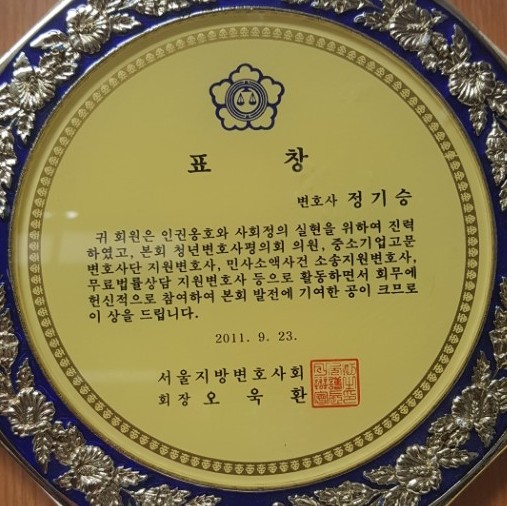 표 창
변호사 정기승
귀 회원은 인권옹호와 사회정의 실현을 위하여 진력
하였고, 본회 청년변호사평의회 의원, 중소기업고문
변호사단 지원변호사, 민사소액사건 소송지원변호사,
무료법률상담 지원변호사 등으로 활동하면서 회무에
헌신적으로 참여하여 본회 발전에 기여한 공이 크므로
이 상을 드립니다.
2011. 9. 23.
서울지방변호사회
회장 오 욱 환